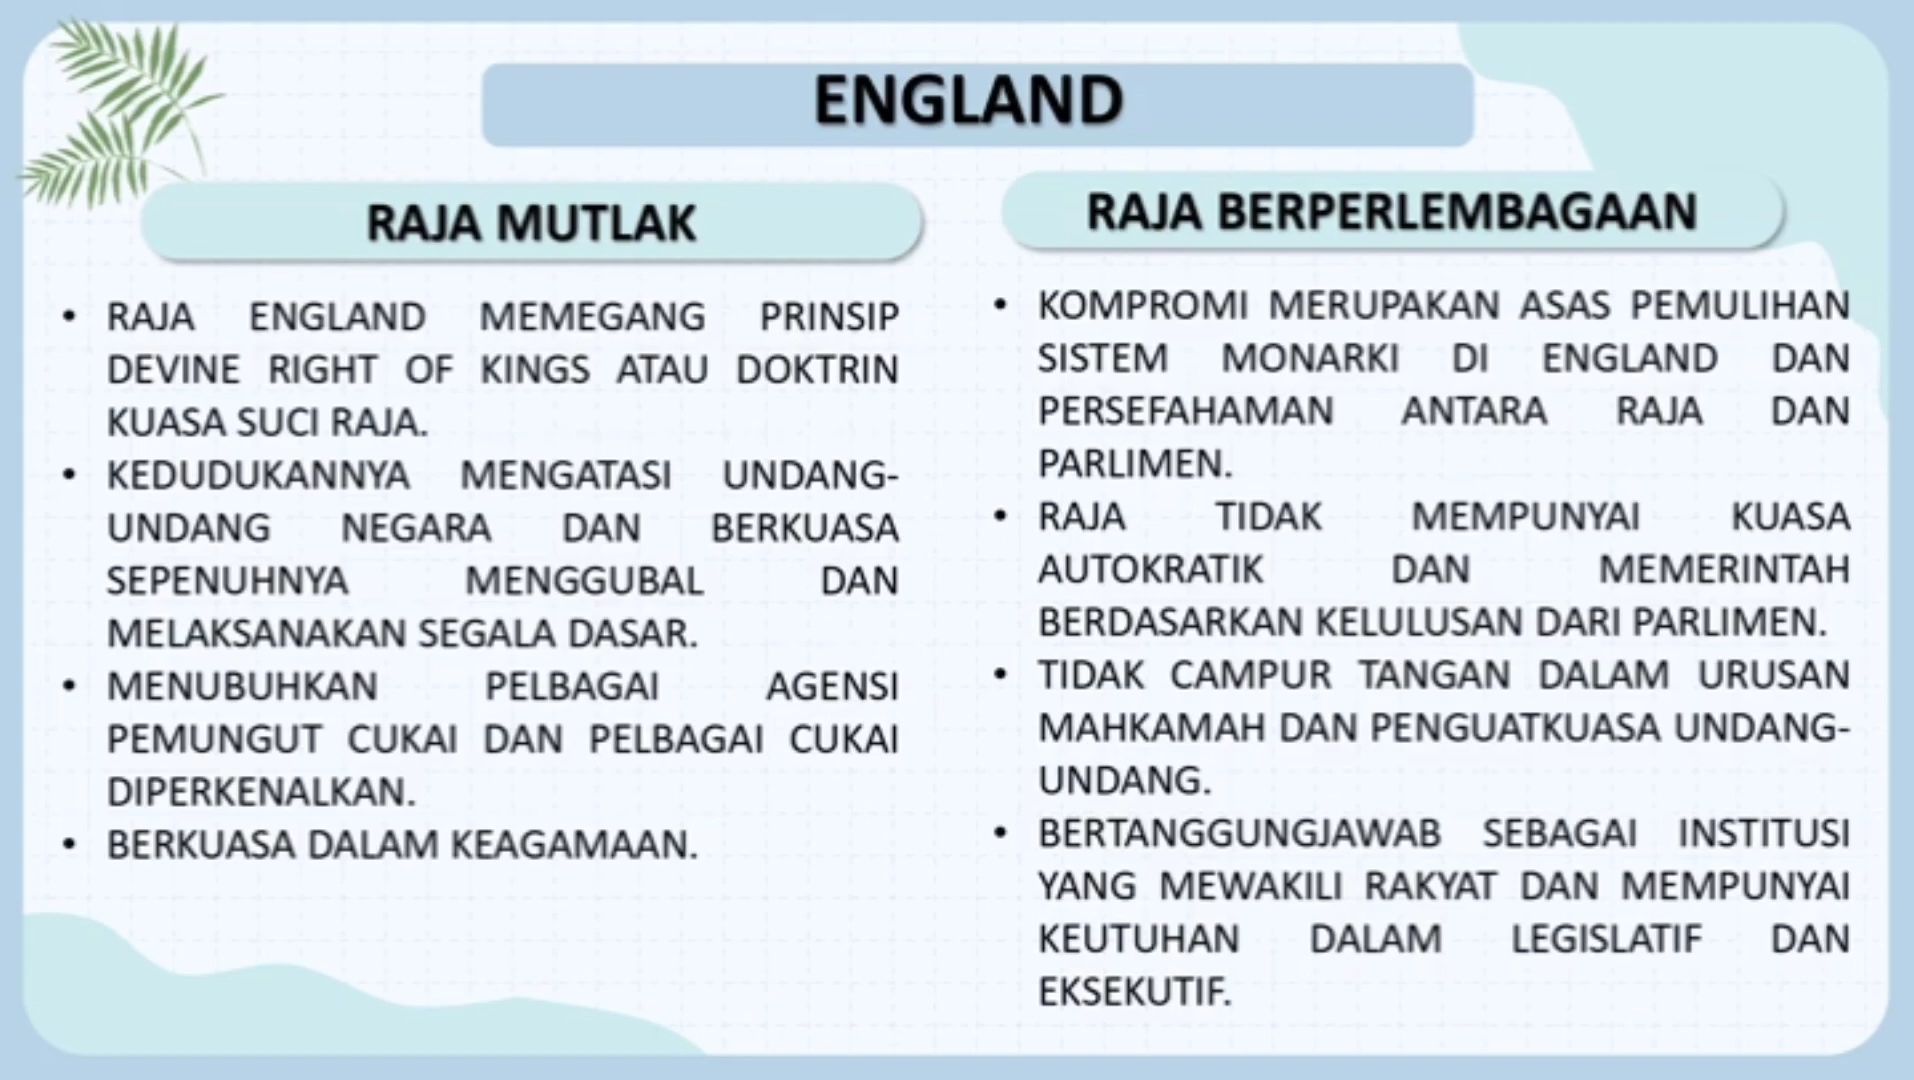 ENGLAND
RAJA MUTLAK
• RAJA ENGLAND MEMEGANG PRINSIP
DEVINE RIGHT OF KINGS ATAU DOKTRIN
KUASA SUCI RAJA.
• KEDUDUKANNYA MENGATASI UNDANG-
UNDANG NEGARA DAN BERKUASA
SEPENUHNYA MENGGUBAL DAN
MELAKSANAKAN SEGALA DASAR.
• MENUBUHKAN PELBAGAI AGENSI
PEMUNGUT CUKAI DAN PELBAGAI CUKAI
DIPERKENALKAN.
• BERKUASA DALAM KEAGAMAAN.
RAJA BERPERLEMBAGAAN
• KOMPROMI MERUPAKAN ASAS PEMULIHAN
SISTEM MONARKI DI ENGLAND DAN
PERSEFAHAMAN ANTARA RAJA DAN
PARLIMEN.
• RAJA TIDAK MEMPUNYAI KUASA
AUTOKRATIK DAN MEMERINTAH
BERDASARKAN KELULUSAN DARI PARLIMEN.
• TIDAK CAMPUR TANGAN DALAM URUSAN
MAHKAMAH DAN PENGUATKUASA UNDANG-
UNDANG.
• BERTANGGUNGJAWAB SEBAGAI INSTITUSI
YANG MEWAKILI RAKYAT DAN MEMPUNYAI
KEUTUHAN DALAM LEGISLATIF DAN
EKSEKUTIF.